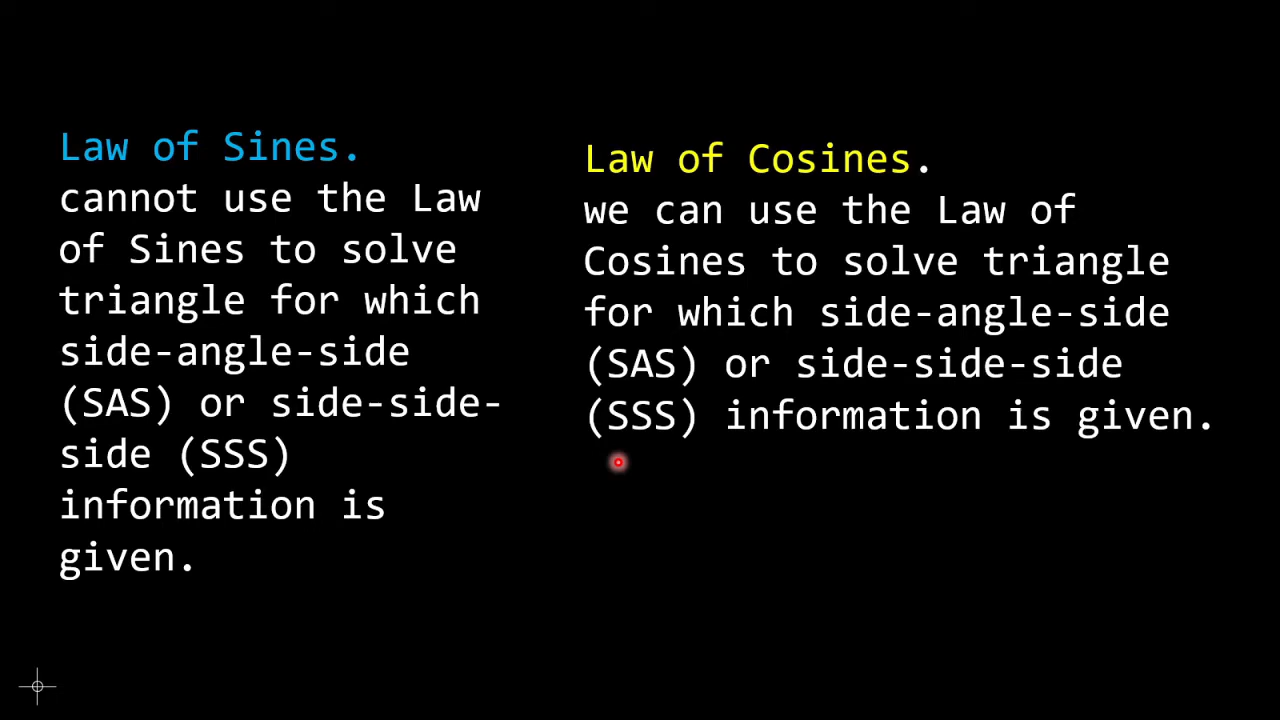 Law of Sines.
cannot use the Law
of Sines to solve
triangle for which
side-angle-side
(SAS) or side-side-
side (SSS)
information is
given.
Law of Cosines.
we can use the Law of
Cosines to solve triangle
for which side-angle-side
(SAS) or side-side-side
(SSS) information is given.